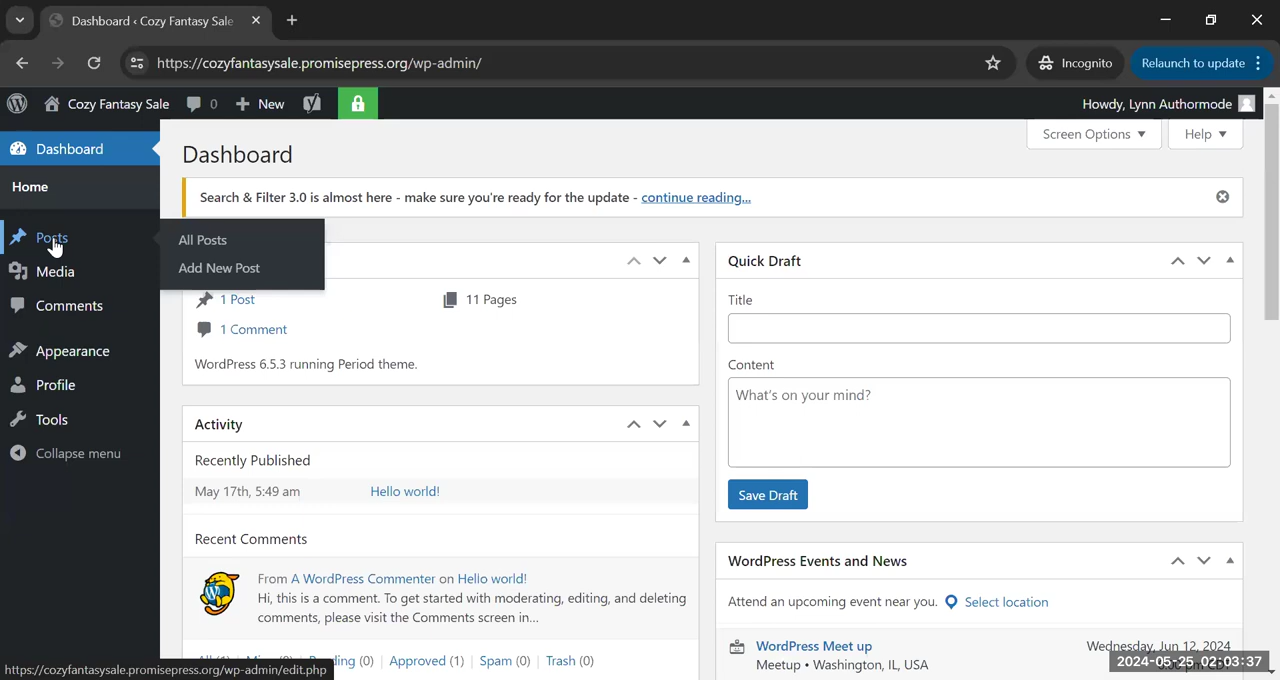 Dashboard ‹ Cozy Fantasy Sale
https://cozyfantasysale.promisepress.org/wp-admin/
Incognito
Relaunch to update
Cozy Fantasy Sale
0
New
Howdy, Lynn Authormode
Dashboard
Home
Posts
Media
Comments
Appearance
Profile
Tools
Collapse menu
All Posts
Add New Post
Dashboard
Screen Options
Help
Search & Filter 3.0 is almost here - make sure you're ready for the update - continue reading...
1 Post
11 Pages
1 Comment
WordPress 6.5.3 running Period theme.
Activity
Recently Published
May 17th, 5:49 am
Hello world!
Recent Comments
From A WordPress Commenter on Hello world!
Hi, this is a comment. To get started with moderating, editing, and deleting
comments, please visit the Comments screen in...
(0)
Approved (1)
Spam (0)
Trash (0)
Quick Draft
Title
Content
What's on your mind?
Save Draft
WordPress Events and News
Attend an upcoming event near you.
Select location
WordPress Meet up
Meetup • Washington, IL, USA
Wednesday, Jun 12, 2024
2024-05-25 02:03:37
https://cozyfantasysale.promisepress.org/wp-admin/edit.php